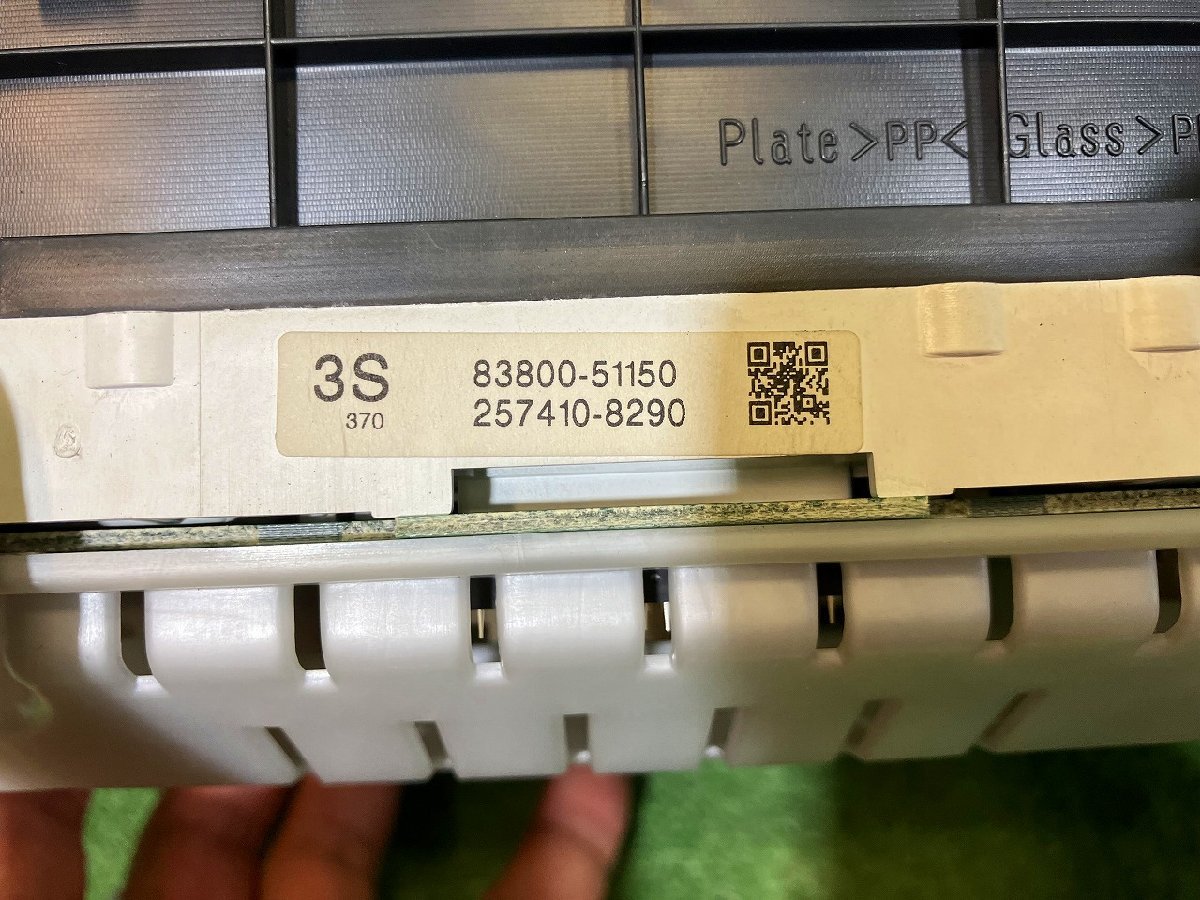 Plate >PP< Glass >P
3S
370
83800-51150
257410-8290